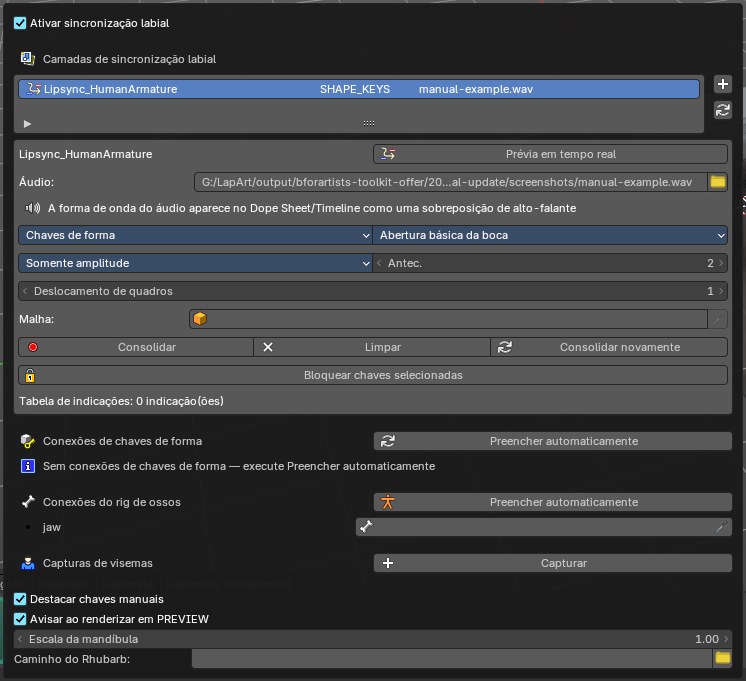 Ativar sincronização labial
Camadas de sincronização labial
Lipsync_HumanArmature SHAPE_KEYS manual-example.wav
Lipsync_HumanArmature Prévia em tempo real
Áudio: G:/LapArt/output/bforartists-toolkit-offer/20...al-update/screenshots/manual-example.wav
A forma de onda do áudio aparece no Dope Sheet/Timeline como uma sobreposição de alto-falante
Chaves de forma Abertura básica da boca
Somente amplitude Antec. 2
Deslocamento de quadros 1
Malha:
Consolidar Limpar Consolidar novamente
Bloquear chaves selecionadas
Tabela de indicações: 0 indicação(ões)
Conexões de chaves de forma Preencher automaticamente
Sem conexões de chaves de forma — execute Preencher automaticamente
Conexões do rig de ossos Preencher automaticamente
jaw
Capturas de visemas Capturar
Destacar chaves manuais
Avisar ao renderizar em PREVIEW
Escala da mandíbula 1.00
Caminho do Rhubarb: